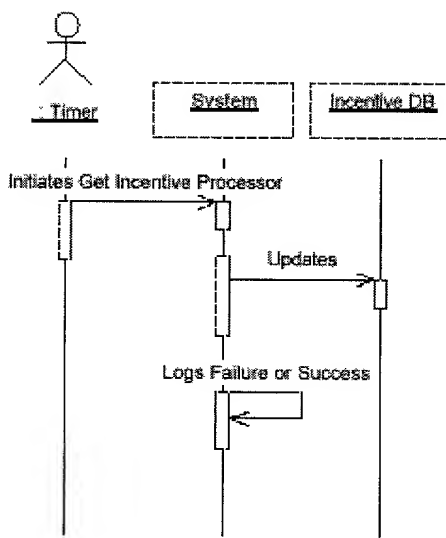 : Timer
System
Incentive DB
Initiates Get Incentive Processor
Updates
Logs Failure or Success